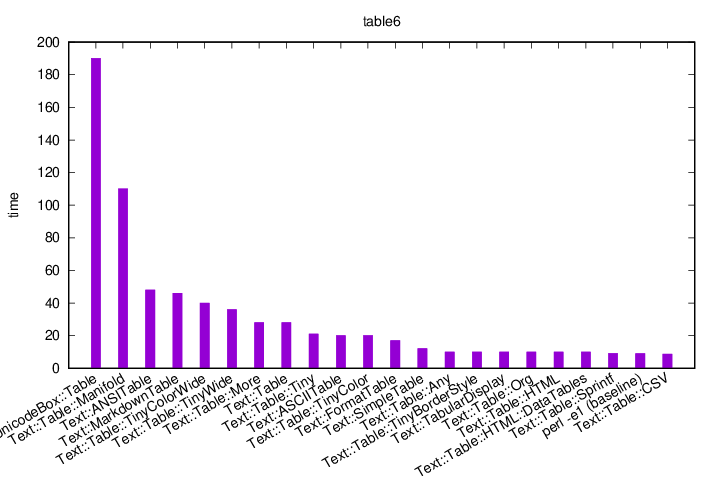 table6
time
200
180
160
140
120
100
80
60
40
20
0
nicodeBox::Table
Text::Table::Manifold
Text::ANSITable
Text::MarkdownTable
Text::Table::TinyColorWide
Text::Table::TinyWide
Text::Table::More
Text::Table
Text::Table::Tiny
Text::ASCIITable
Text::Table::TinyColor
Text::FormatTable
Text::SimpleTable
Text::Table::Any
Text::Table::TinyBorderStyle
Text::TabularDisplay
Text::Table::Org
Text::Table::HTML
Text::Table::HTML::DataTables
Text::Table::Sprintf
perl -e1 (baseline)
Text::Table::CSV